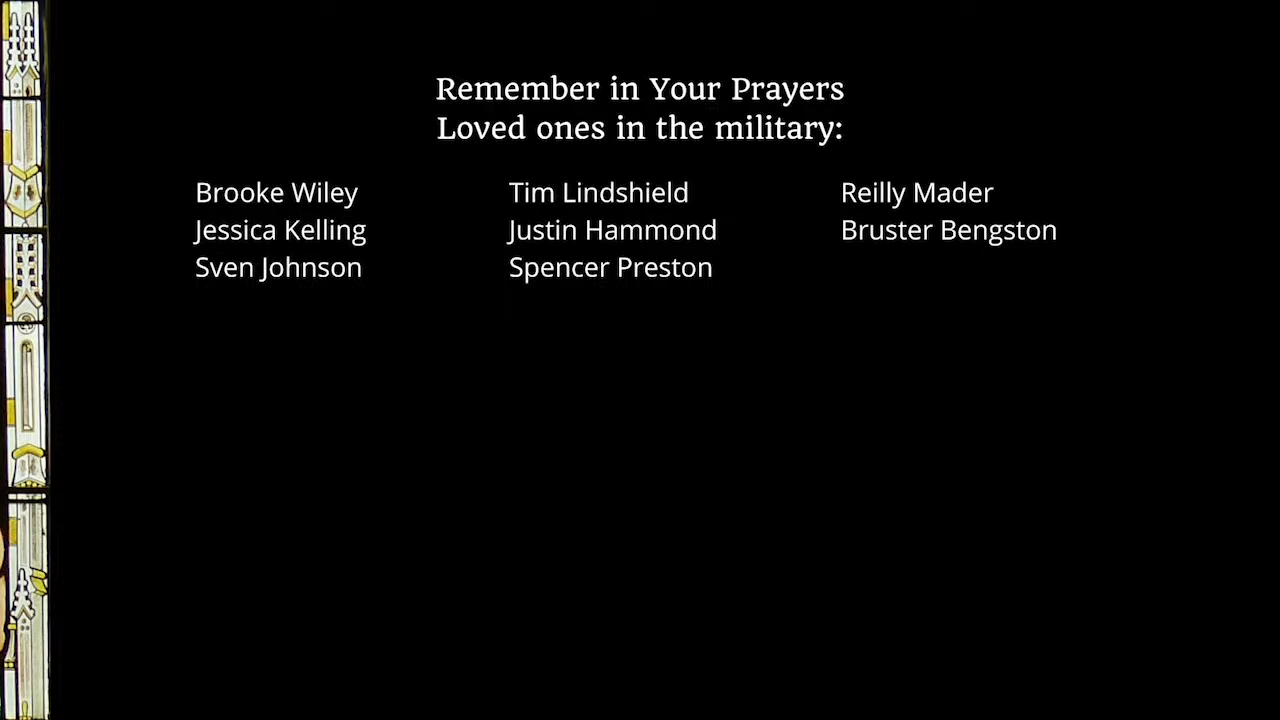 Remember in Your Prayers
Loved ones in the military:
Brooke Wiley
Jessica Kelling
Sven Johnson
Tim Lindshield
Justin Hammond
Spencer Preston
Reilly Mader
Bruster Bengston